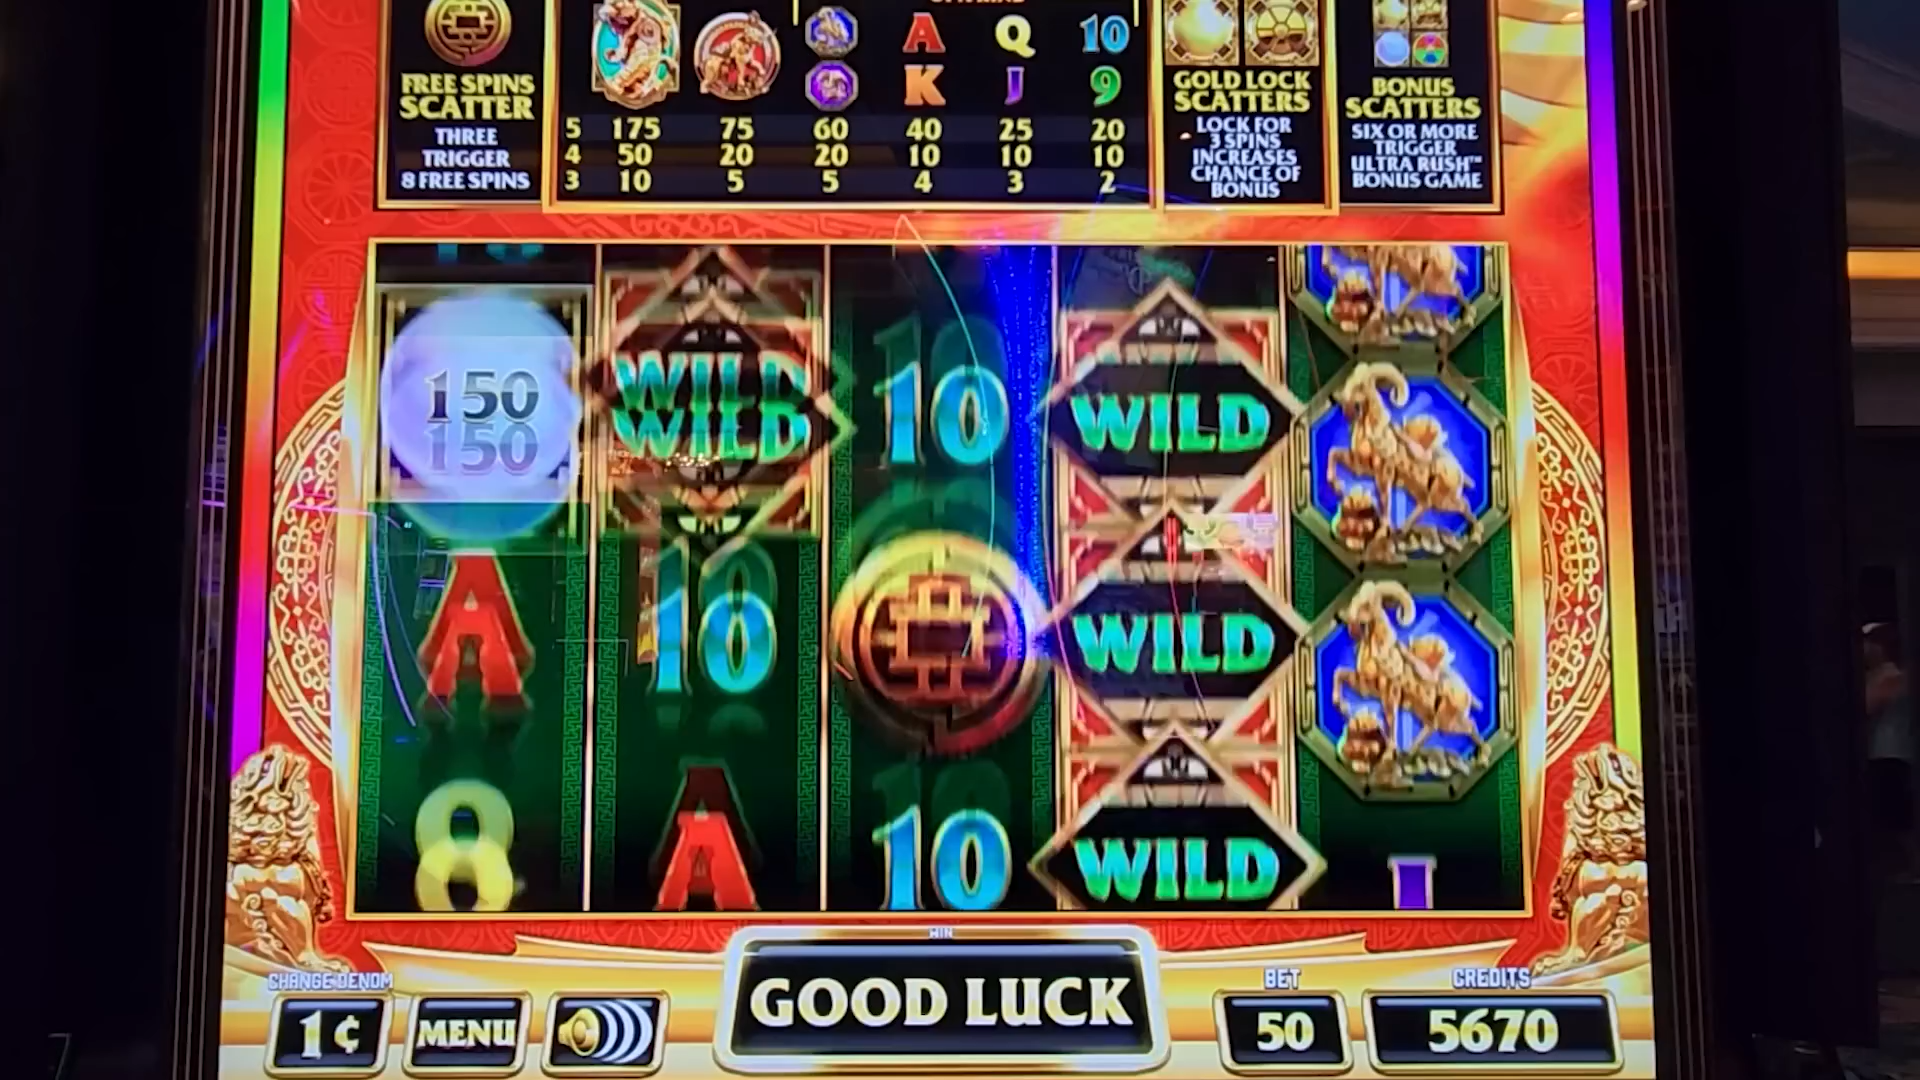 A Q 10
K J 9
FREE SPINS
SCATTER
THREE
TRIGGER
8 FREE SPINS
5 175 75 60 40 25 20
4 50 20 20 10 10 10
3 10 5 5 4 3 2
GOLD LOCK
SCATTERS
LOCK FOR
3 SPINS
INCREASES
CHANCE OF
BONUS
BONUS
SCATTERS
SIX OR MORE
TRIGGER
ULTRA RUSH™
BONUS GAME
150
150
WILD
WILD
10
WILD
A
10
WILD
A
10
WILD
WIN
GOOD LUCK
CHANGE DENOM
1¢
MENU
BET
50
CREDITS
5670